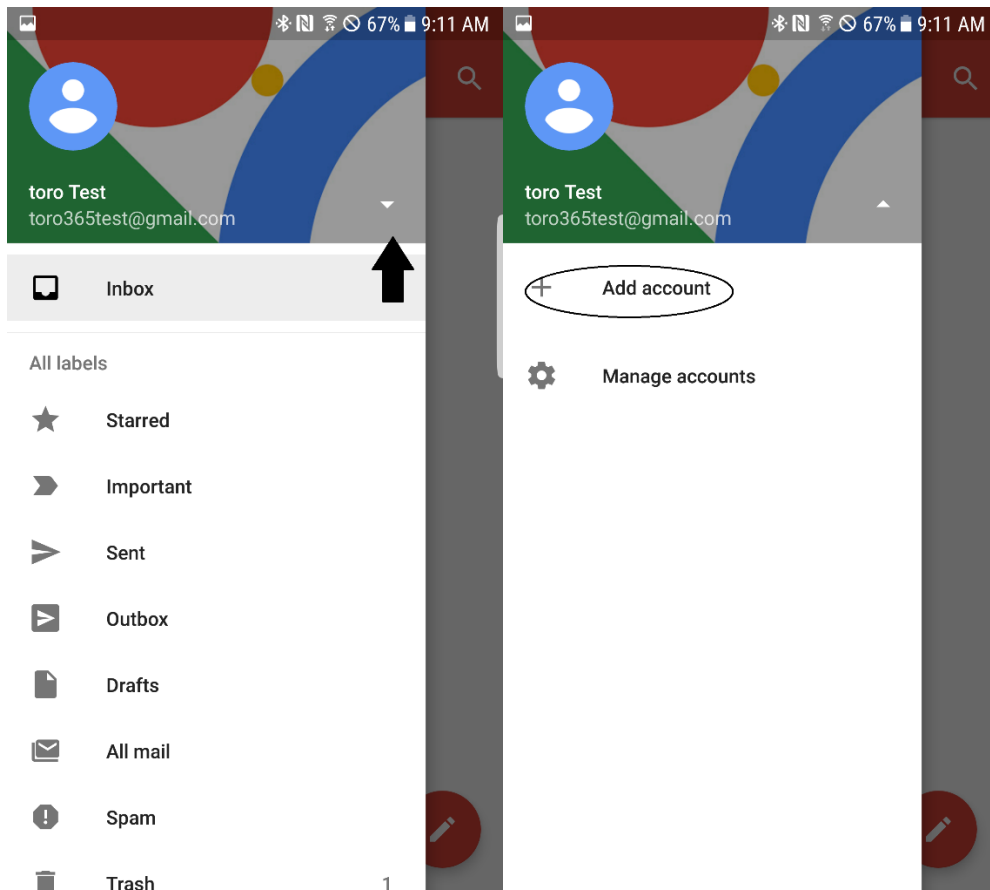 67% 9:11 AM
toro Test
toro365test@gmail.com
Inbox
All labels
Starred
Important
Sent
Outbox
Drafts
All mail
Spam
Trash 1
67% 9:11 AM
toro Test
toro365test@gmail.com
Add account
Manage accounts